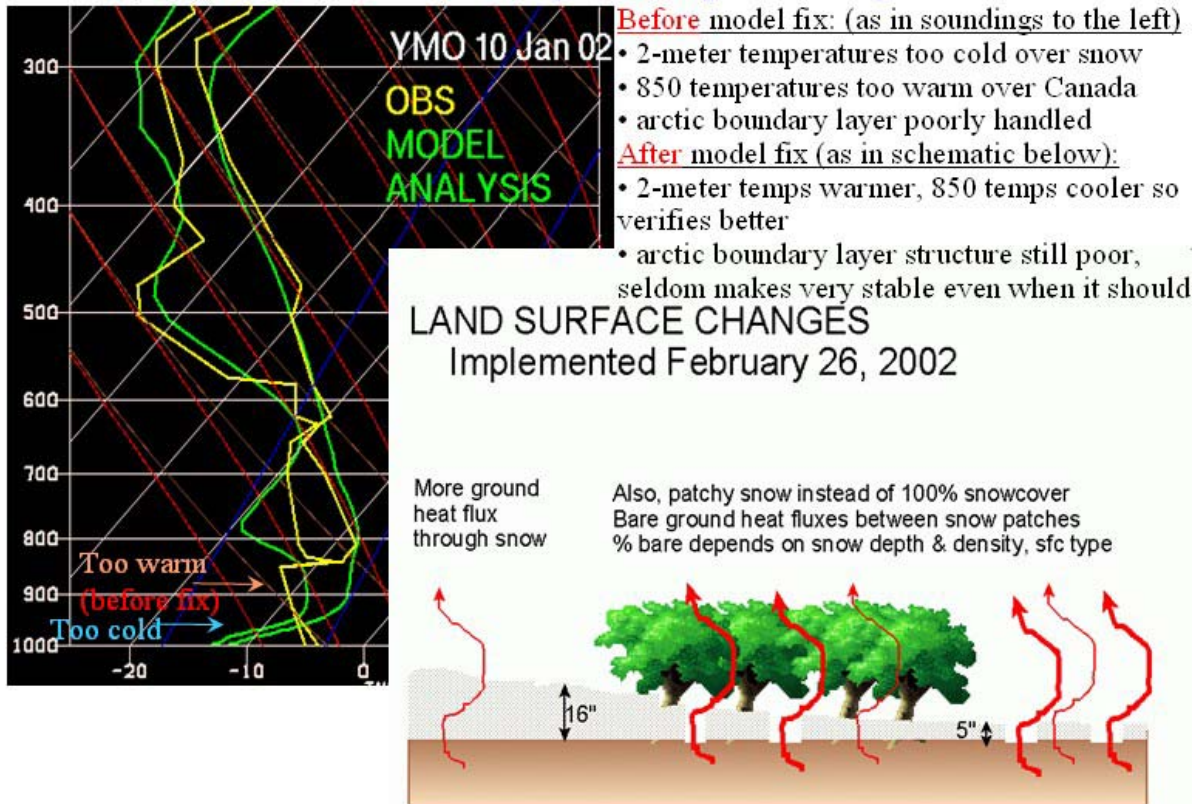 YMO 10 Jan 02
OBS
MODEL
ANALYSIS
300
400
500
600
700
800
900
1000
-20
-10
0
Too warm
(before fix)
Too cold
Before model fix: (as in soundings to the left)
• 2-meter temperatures too cold over snow
• 850 temperatures too warm over Canada
• arctic boundary layer poorly handled
After model fix (as in schematic below):
• 2-meter temps warmer, 850 temps cooler so
verifies better
• arctic boundary layer structure still poor,
seldom makes very stable even when it should
LAND SURFACE CHANGES
Implemented February 26, 2002
More ground
heat flux
through snow
Also, patchy snow instead of 100% snowcover
Bare ground heat fluxes between snow patches
% bare depends on snow depth & density, sfc type
16"
5"